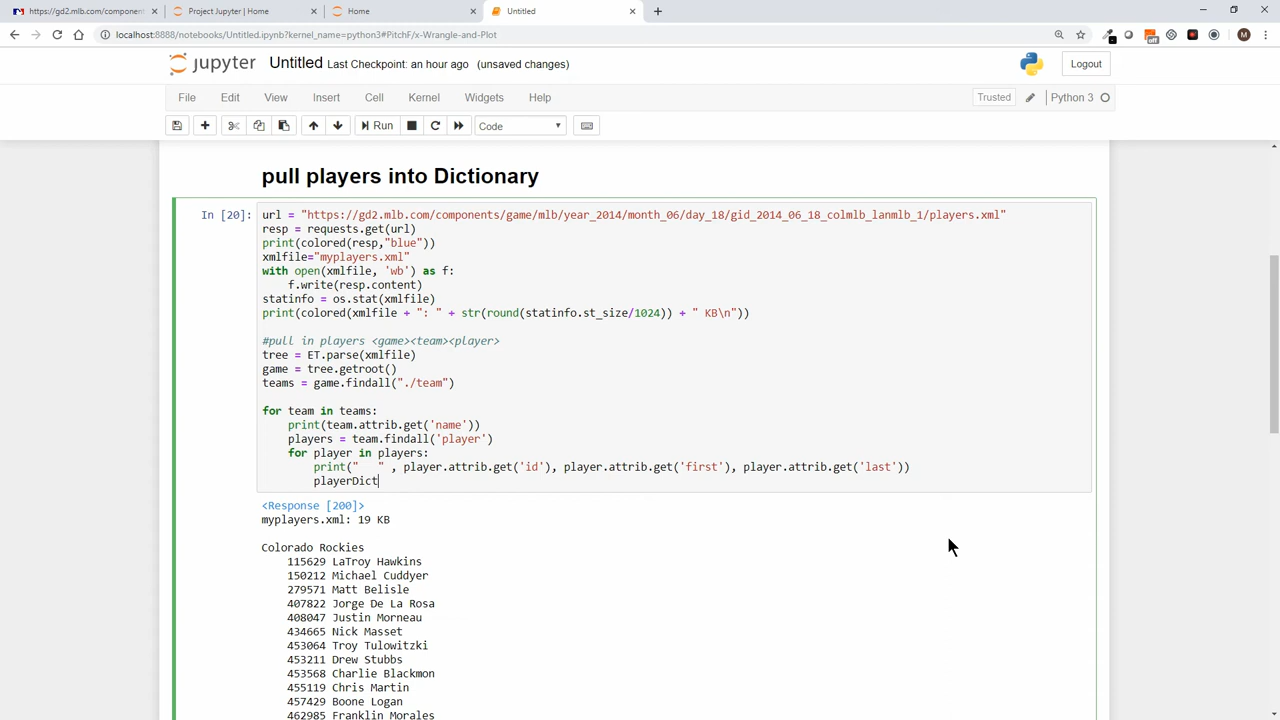 https://gd2.mlb.com/component
Project Jupyter | Home
Home
Untitled
localhost:8888/notebooks/Untitled.ipynb?kernel_name=python3#PitchF/x-Wrangle-and-Plot
off
M
jupyter Untitled Last Checkpoint: an hour ago (unsaved changes)
Logout
File Edit View Insert Cell Kernel Widgets Help
Trusted
Python 3
Run
Code
pull players into Dictionary
In [20]:
url = "https://gd2.mlb.com/components/game/mlb/year_2014/month_06/day_18/gid_2014_06_18_colmlb_lanmlb_1/players.xml"
resp = requests.get(url)
print(colored(resp,"blue"))
xmlfile="myplayers.xml"
with open(xmlfile, 'wb') as f:
    f.write(resp.content)
statinfo = os.stat(xmlfile)
print(colored(xmlfile + ": " + str(round(statinfo.st_size/1024)) + " KB\n"))
#pull in players <game><team><player>
tree = ET.parse(xmlfile)
game = tree.getroot()
teams = game.findall("./team")
for team in teams:
    print(team.attrib.get('name'))
    players = team.findall('player')
    for player in players:
        print("   " , player.attrib.get('id'), player.attrib.get('first'), player.attrib.get('last'))
        playerDict
<Response [200]>
myplayers.xml: 19 KB
Colorado Rockies
    115629 LaTroy Hawkins
    150212 Michael Cuddyer
    279571 Matt Belisle
    407822 Jorge De La Rosa
    408047 Justin Morneau
    434665 Nick Masset
    453064 Troy Tulowitzki
    453211 Drew Stubbs
    453568 Charlie Blackmon
    455119 Chris Martin
    457429 Boone Logan
    462985 Franklin Morales